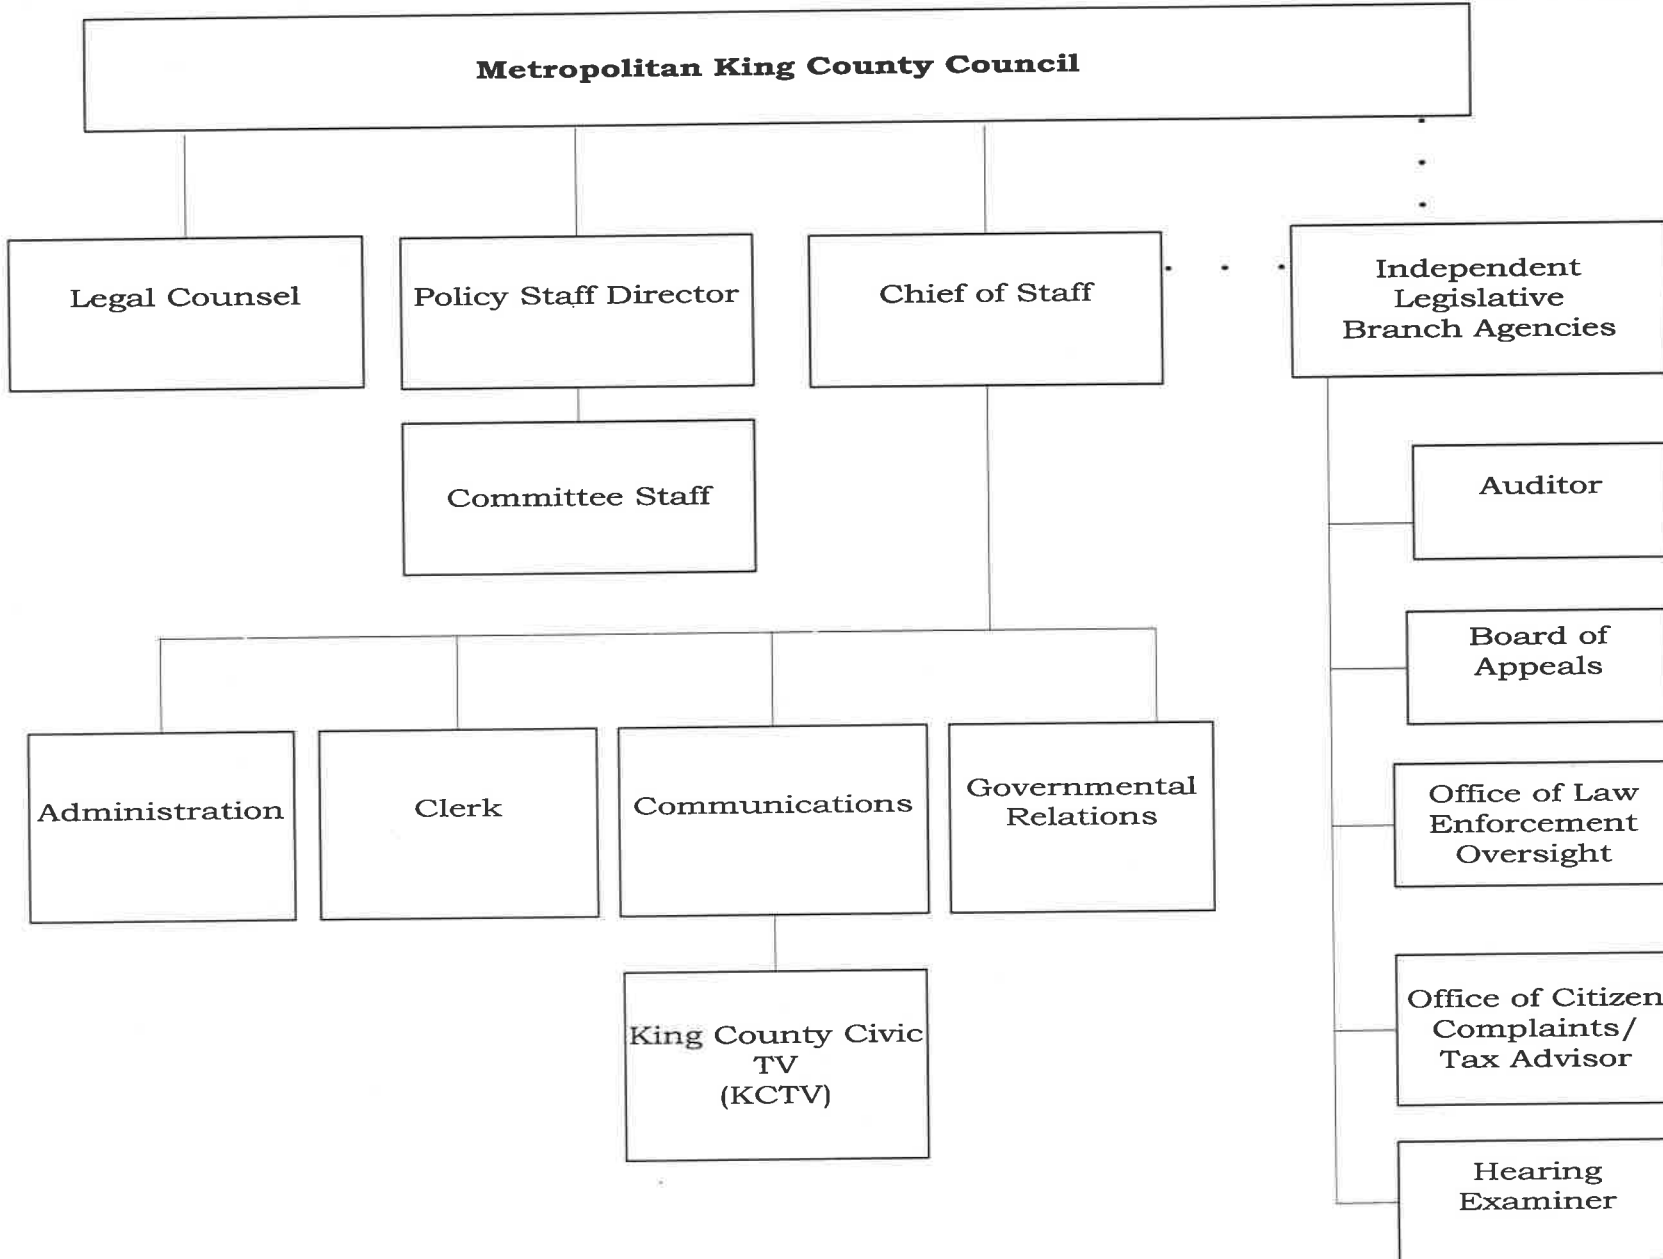 Metropolitan King County Council
Legal Counsel
Policy Staff Director
Chief of Staff
Independent
Legislative
Branch Agencies
Committee Staff
Auditor
Board of
Appeals
Administration
Clerk
Communications
Governmental
Relations
Office of Law
Enforcement
Oversight
King County Civic
TV
(KCTV)
Office of Citizen
Complaints/
Tax Advisor
Hearing
Examiner